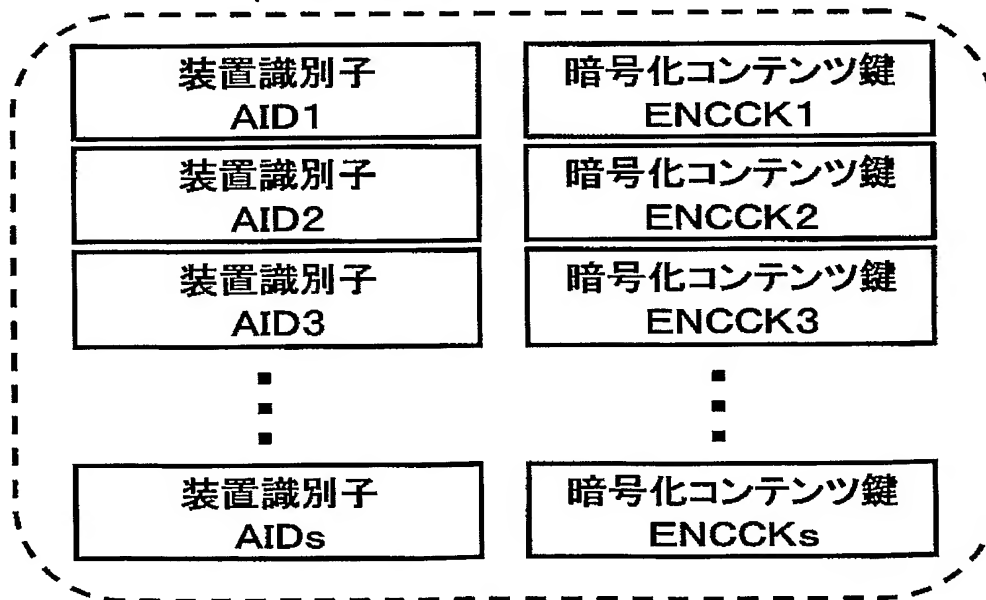 装置識別子
AID1
暗号化コンテンツ鍵
ENCCK1
装置識別子
AID2
暗号化コンテンツ鍵
ENCCK2
装置識別子
AID3
暗号化コンテンツ鍵
ENCCK3
装置識別子
AIDs
暗号化コンテンツ鍵
ENCCKs